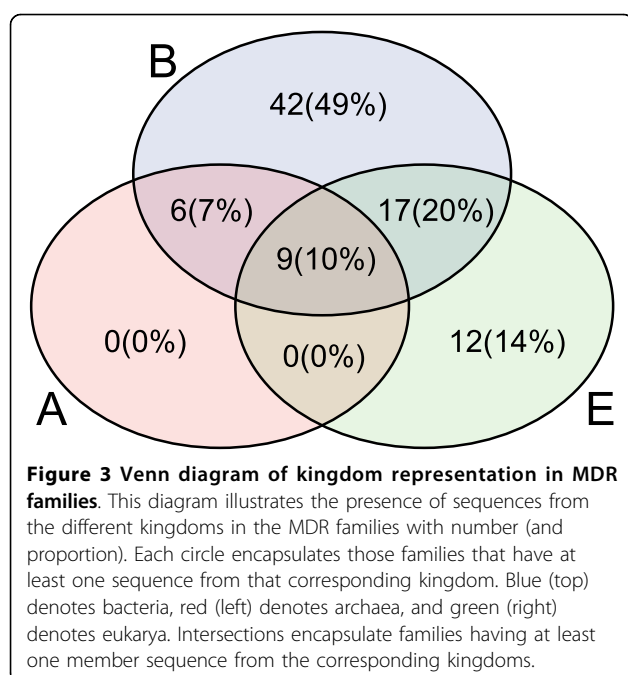 B
42(49%)
6(7%)
17(20%)
9(10%)
0(0%)
0(0%)
12(14%)
A
E
Figure 3 Venn diagram of kingdom representation in MDR
families. This diagram illustrates the presence of sequences from
the different kingdoms in the MDR families with number (and
proportion). Each circle encapsulates those families that have at
least one sequence from that corresponding kingdom. Blue (top)
denotes bacteria, red (left) denotes archaea, and green (right)
denotes eukarya. Intersections encapsulate families having at least
one member sequence from the corresponding kingdoms.